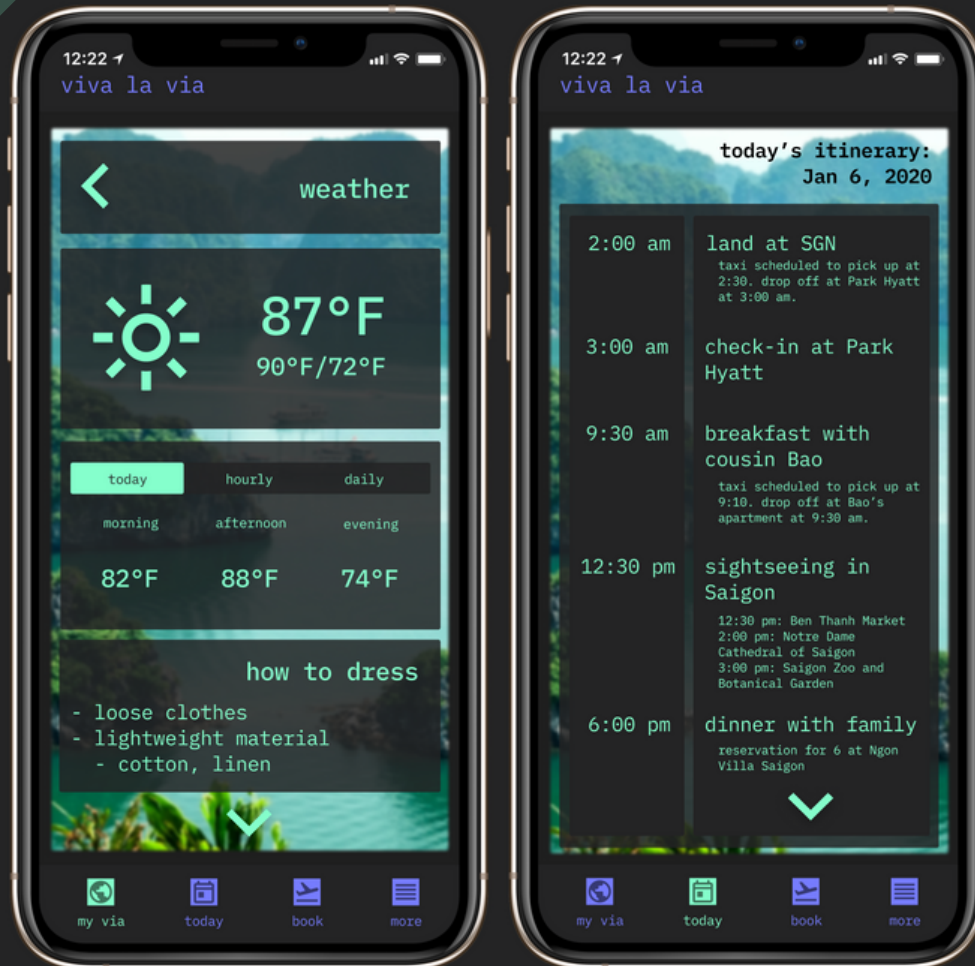 12:22
viva la via
weather
87°F
90°F/72°F
today hourly daily
morning afternoon evening
82°F 88°F 74°F
how to dress
- loose clothes
- lightweight material
- cotton, linen
my via today book more
12:22
viva la via
today's itinerary:
Jan 6, 2020
2:00 am land at SGN
taxi scheduled to pick up at
2:30. drop off at Park Hyatt
at 3:00 am.
3:00 am check-in at Park
Hyatt
9:30 am breakfast with
cousin Bao
taxi scheduled to pick up at
9:10. drop off at Bao's
apartment at 9:30 am.
12:30 pm sightseeing in
Saigon
12:30 pm: Ben Thanh Market
2:00 pm: Notre Dame
Cathedral of Saigon
3:00 pm: Saigon Zoo and
Botanical Garden
6:00 pm dinner with family
reservation for 6 at Ngon
Villa Saigon
my via today book more